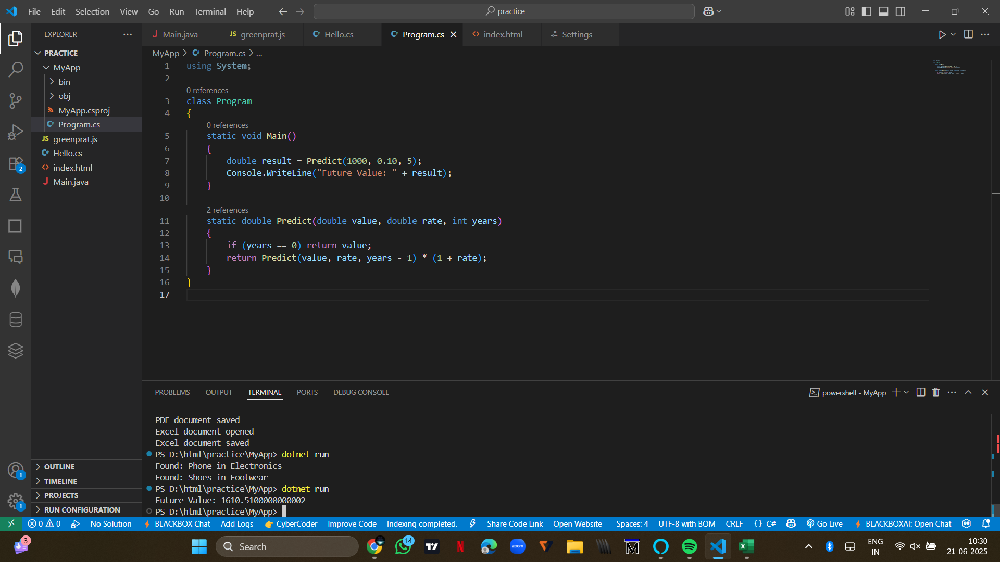 File Edit Selection View Go Run Terminal Help
practice
EXPLORER
PRACTICE
MyApp
bin
obj
MyApp.csproj
Program.cs
JS greenprat.js
C# Hello.cs
<> index.html
J Main.java
OUTLINE
TIMELINE
PROJECTS
RUN CONFIGURATION
2
1
1
J Main.java JS greenprat.js C# Hello.cs C# Program.cs <> index.html Settings
MyApp > C# Program.cs > ...
1 using System;
2
0 references
3 class Program
4 {
0 references
5 static void Main()
6 {
7 double result = Predict(1000, 0.10, 5);
8 Console.WriteLine("Future Value: " + result);
9 }
10
2 references
11 static double Predict(double value, double rate, int years)
12 {
13 if (years == 0) return value;
14 return Predict(value, rate, years - 1) * (1 + rate);
15 }
16 }
17
PROBLEMS OUTPUT TERMINAL PORTS DEBUG CONSOLE
powershell - MyApp
PDF document saved
Excel document opened
Excel document saved
PS D:\html\practice\MyApp> dotnet run
Found: Phone in Electronics
Found: Shoes in Footwear
PS D:\html\practice\MyApp> dotnet run
Future Value: 1610.5100000000002
PS D:\html\practice\MyApp>
0 0 No Solution BLACKBOX Chat Add Logs CyberCoder Improve Code Indexing completed. Share Code Link Open Website Spaces: 4 UTF-8 with BOM CRLF {} C# Go Live BLACKBOXAI: Open Chat
3
Search
14
zoom
ENG
IN
10:30
21-06-2025